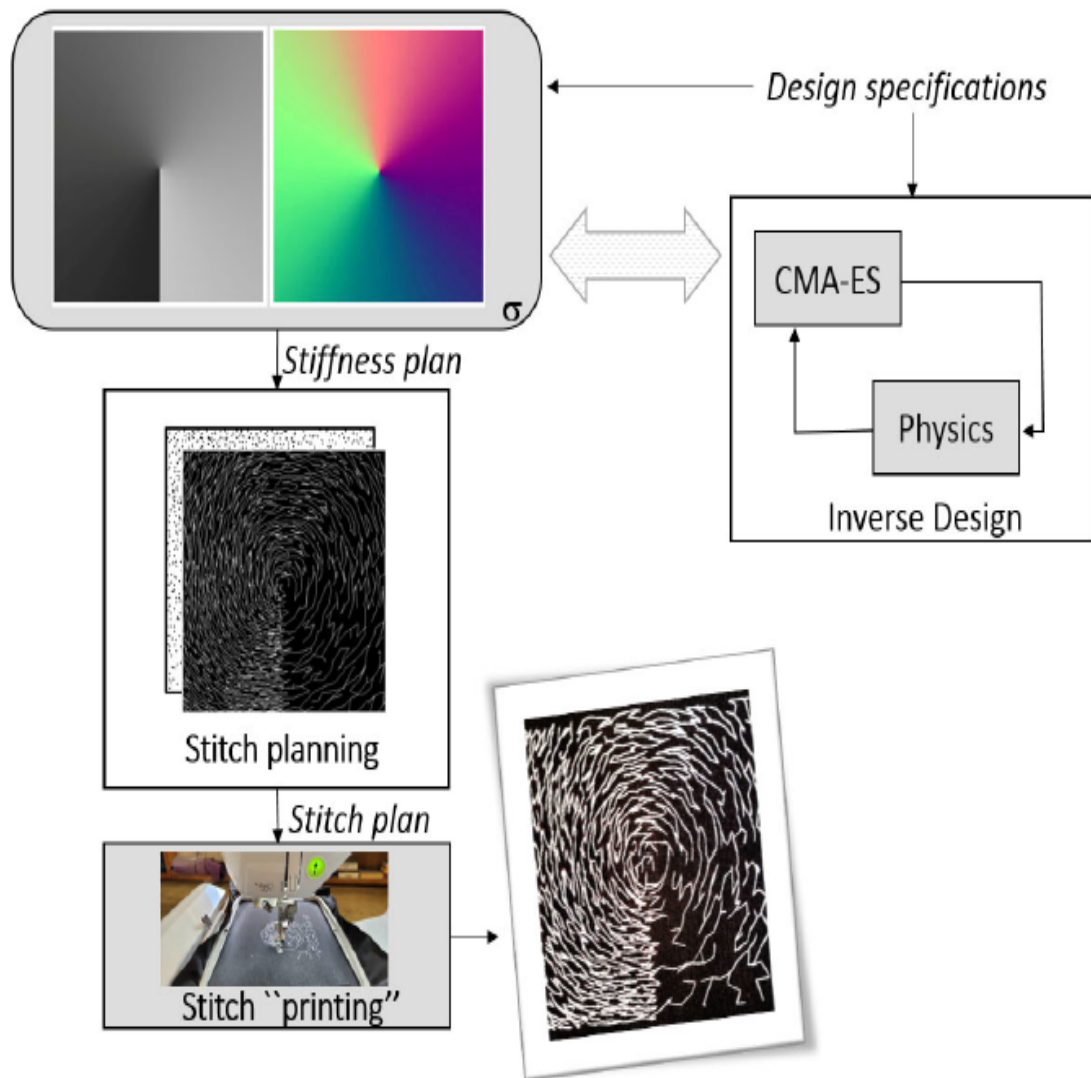 Design specifications
σ
CMA-ES
Stiffness plan
Physics
Inverse Design
Stitch planning
Stitch plan
Stitch ``printing''